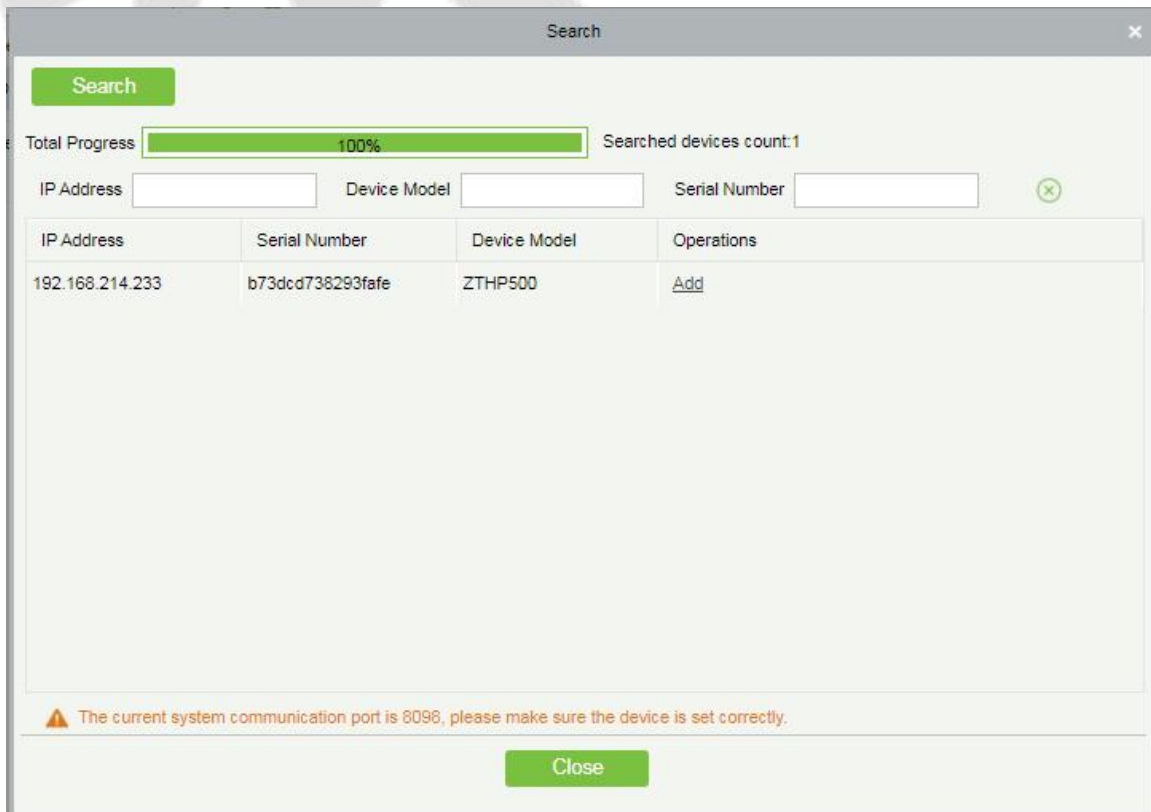 Search
Search
Total Progress 100% Searched devices count:1
IP Address Device Model Serial Number
IP Address Serial Number Device Model Operations
192.168.214.233 b73dcd738293fafe ZTHP500 Add
The current system communication port is 8098, please make sure the device is set correctly.
Close